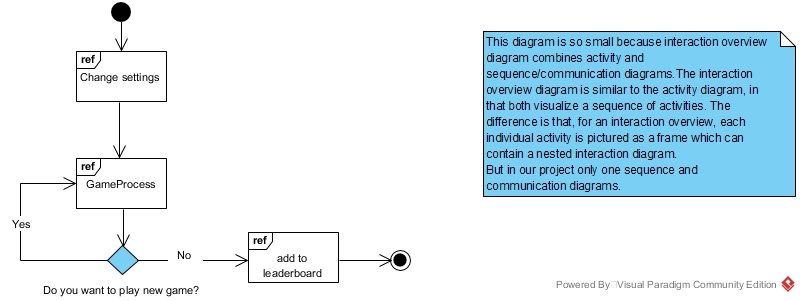 ref
Change settings
ref
GameProcess
Yes
No
Do you want to play new game?
ref
add to
leaderboard
This diagram is so small because interaction overview
diagram combines activity and
sequence/communication diagrams.The interaction
overview diagram is similar to the activity diagram, in
that both visualize a sequence of activities. The
difference is that, for an interaction overview, each
individual activity is pictured as a frame which can
contain a nested interaction diagram.
But in our project only one sequence and
communication diagrams.
Powered By Visual Paradigm Community Edition